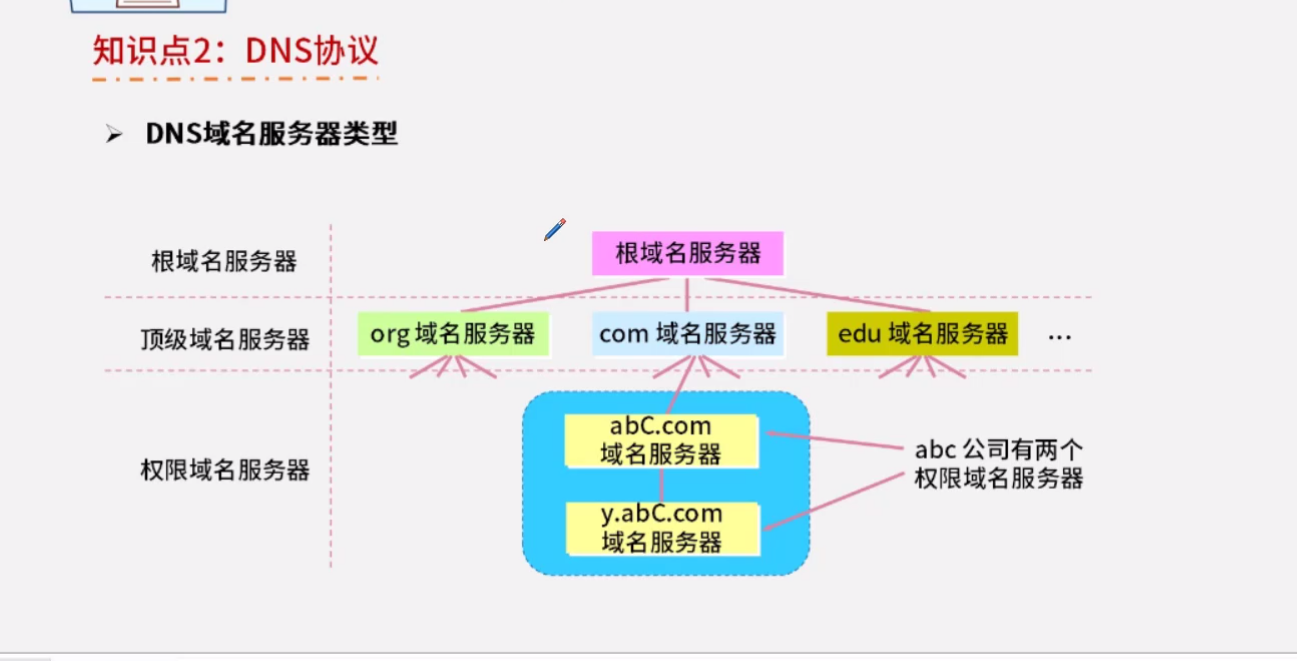 知识点2：DNS协议
➢ DNS域名服务器类型
根域名服务器
根域名服务器
顶级域名服务器
org 域名服务器
com 域名服务器
edu 域名服务器
...
权限域名服务器
abC.com
域名服务器
y.abC.com
域名服务器
abc 公司有两个
权限域名服务器